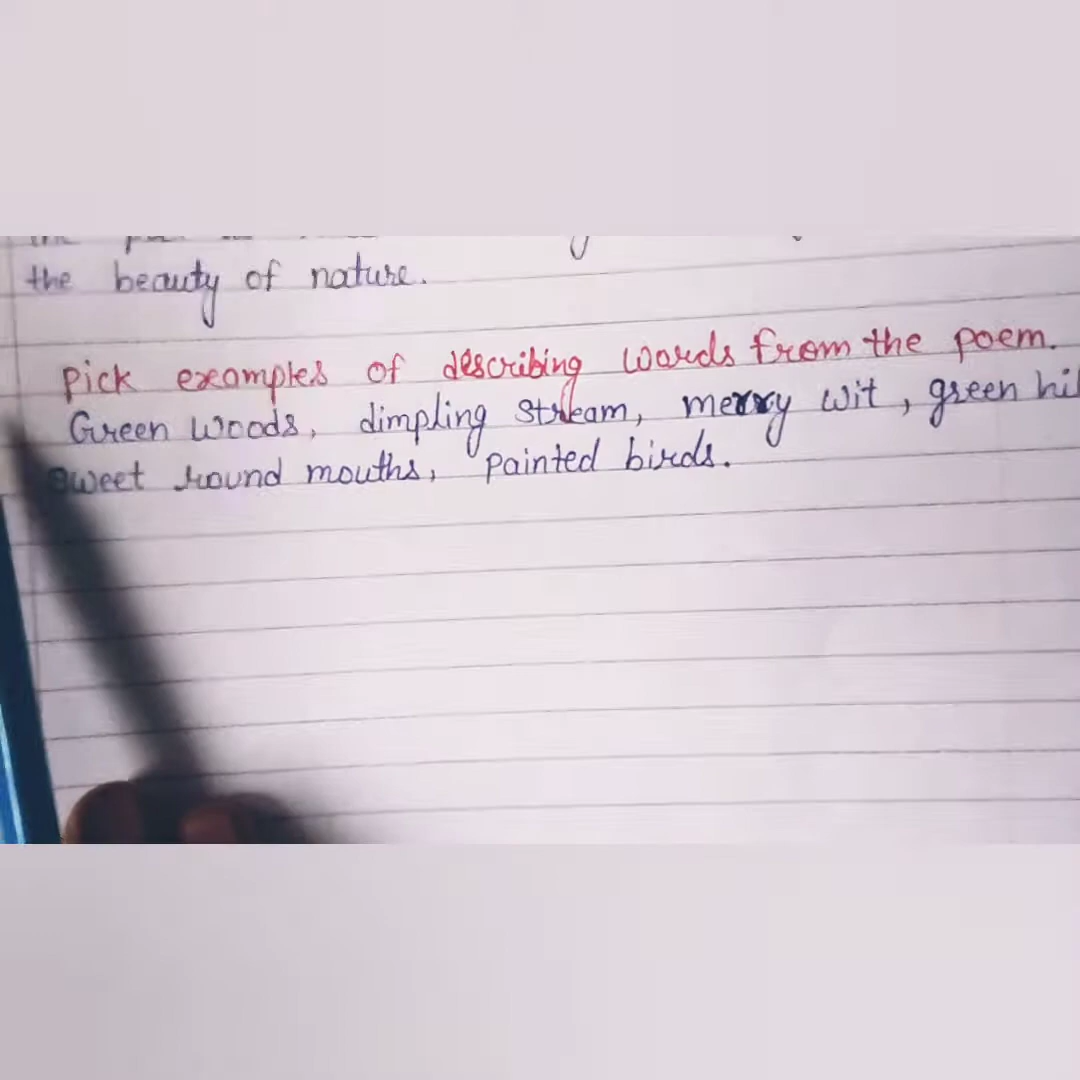 the beauty of nature.
pick examples of describing words from the poem.
Green woods, dimpling stream, merry wit, green
sweet round mouths, painted birds.